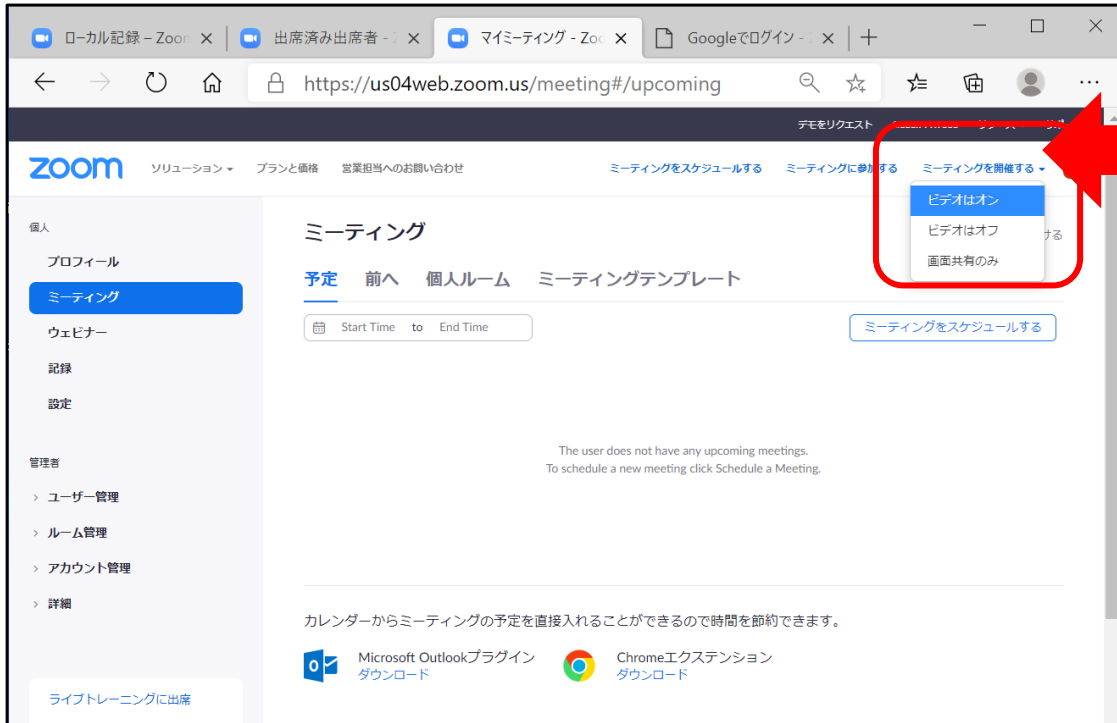 ローカル記録 – Zoon
出席済み出席者 -
マイミーティング - Zoc
Googleでログイン -
https://us04web.zoom.us/meeting#/upcoming
デモをリクエスト
zoom ソリューション プランと価格 営業担当へのお問い合わせ ミーティングをスケジュールする ミーティングに参加する ミーティングを開催する
ビデオはオン
ビデオはオフ
画面共有のみ
個人
プロフィール
ミーティング
ウェビナー
記録
設定
管理者
ユーザー管理
ルーム管理
アカウント管理
詳細
ライブトレーニングに出席
ミーティング
ける
予定 前へ 個人ルーム ミーティングテンプレート
Start Time to End Time
ミーティングをスケジュールする
The user does not have any upcoming meetings.
To schedule a new meeting click Schedule a Meeting.
カレンダーからミーティングの予定を直接入れることができるので時間を節約できます。
Microsoft Outlookプラグイン
ダウンロード
Chromeエクステンション
ダウンロード